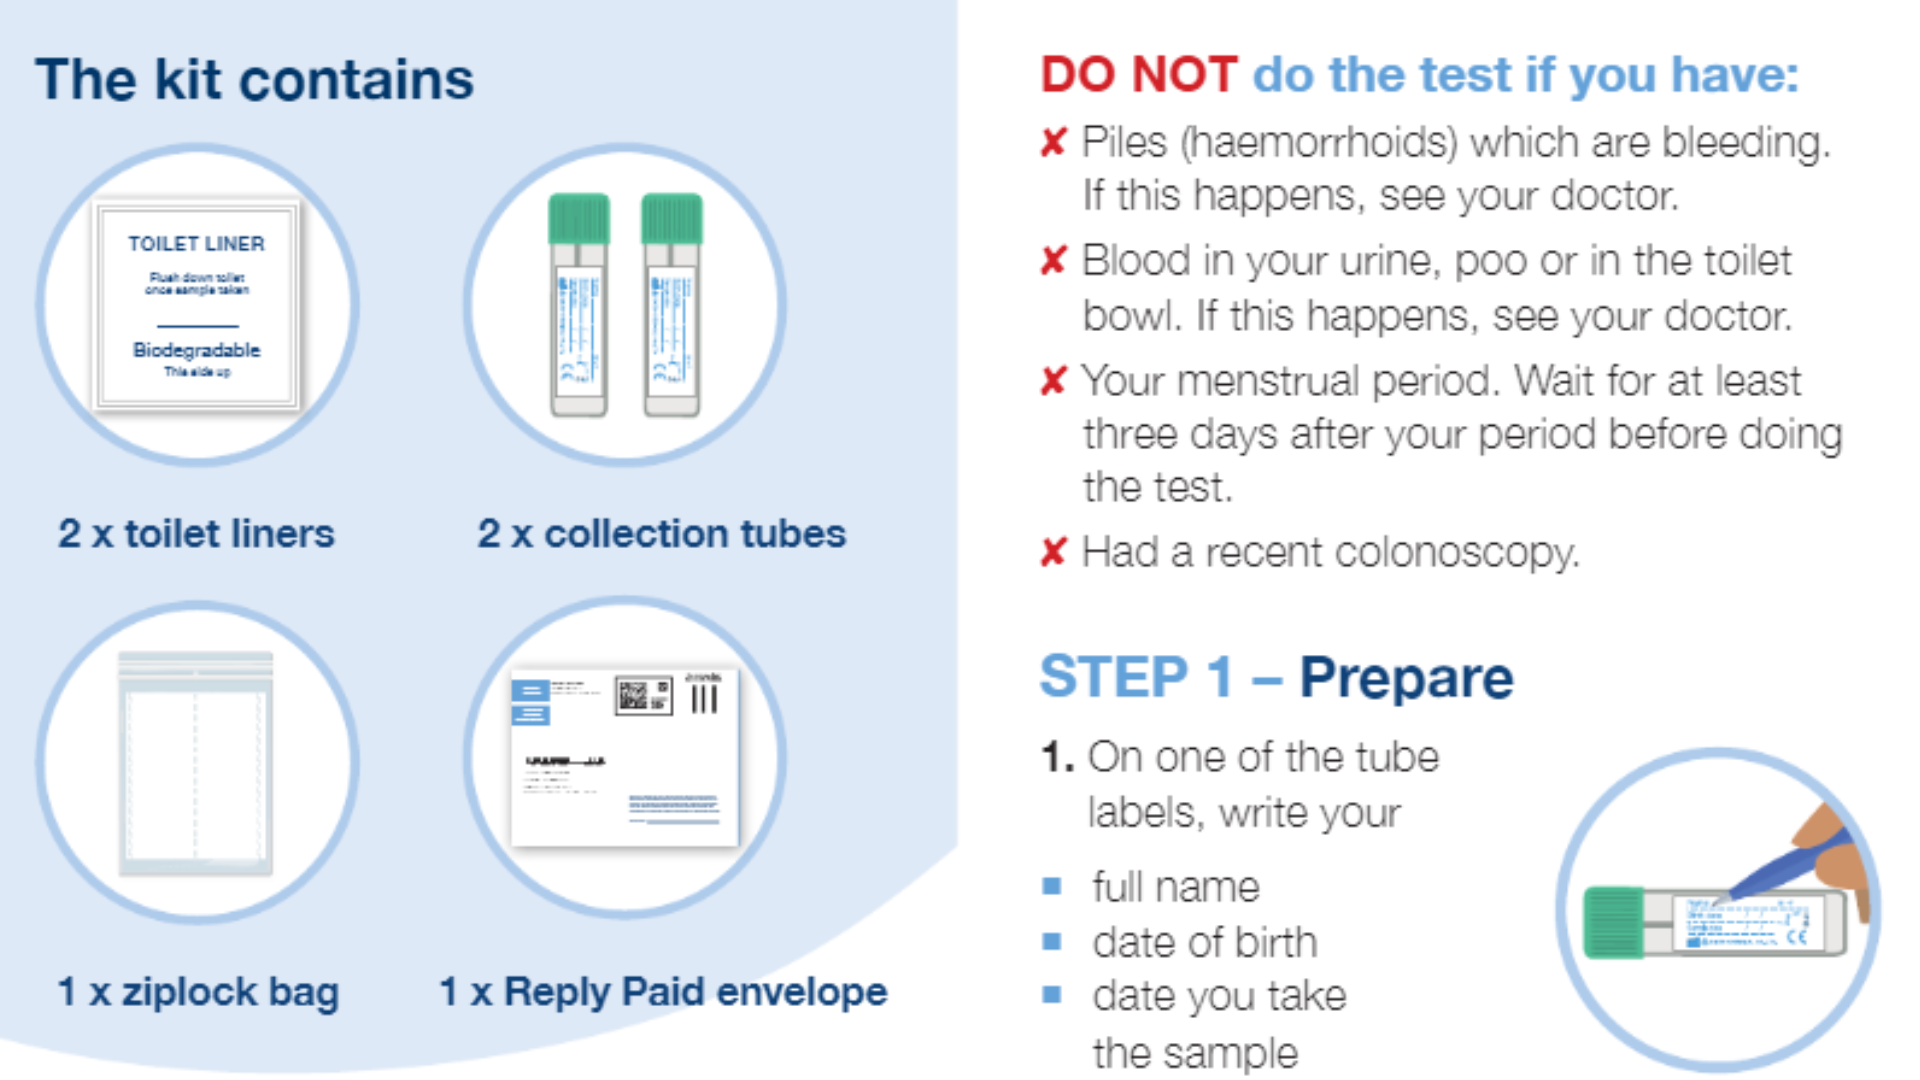 The kit contains
TOILET LINER
Flush down toilet
once sample taken
Biodegradable
This side up
2 x toilet liners
2 x collection tubes
1 x ziplock bag
1 x Reply Paid envelope
DO NOT do the test if you have:
✘ Piles (haemorrhoids) which are bleeding.
If this happens, see your doctor.
✘ Blood in your urine, poo or in the toilet
bowl. If this happens, see your doctor.
✘ Your menstrual period. Wait for at least
three days after your period before doing
the test.
✘ Had a recent colonoscopy.
STEP 1 – Prepare
1. On one of the tube
labels, write your
▪ full name
▪ date of birth
▪ date you take
the sample